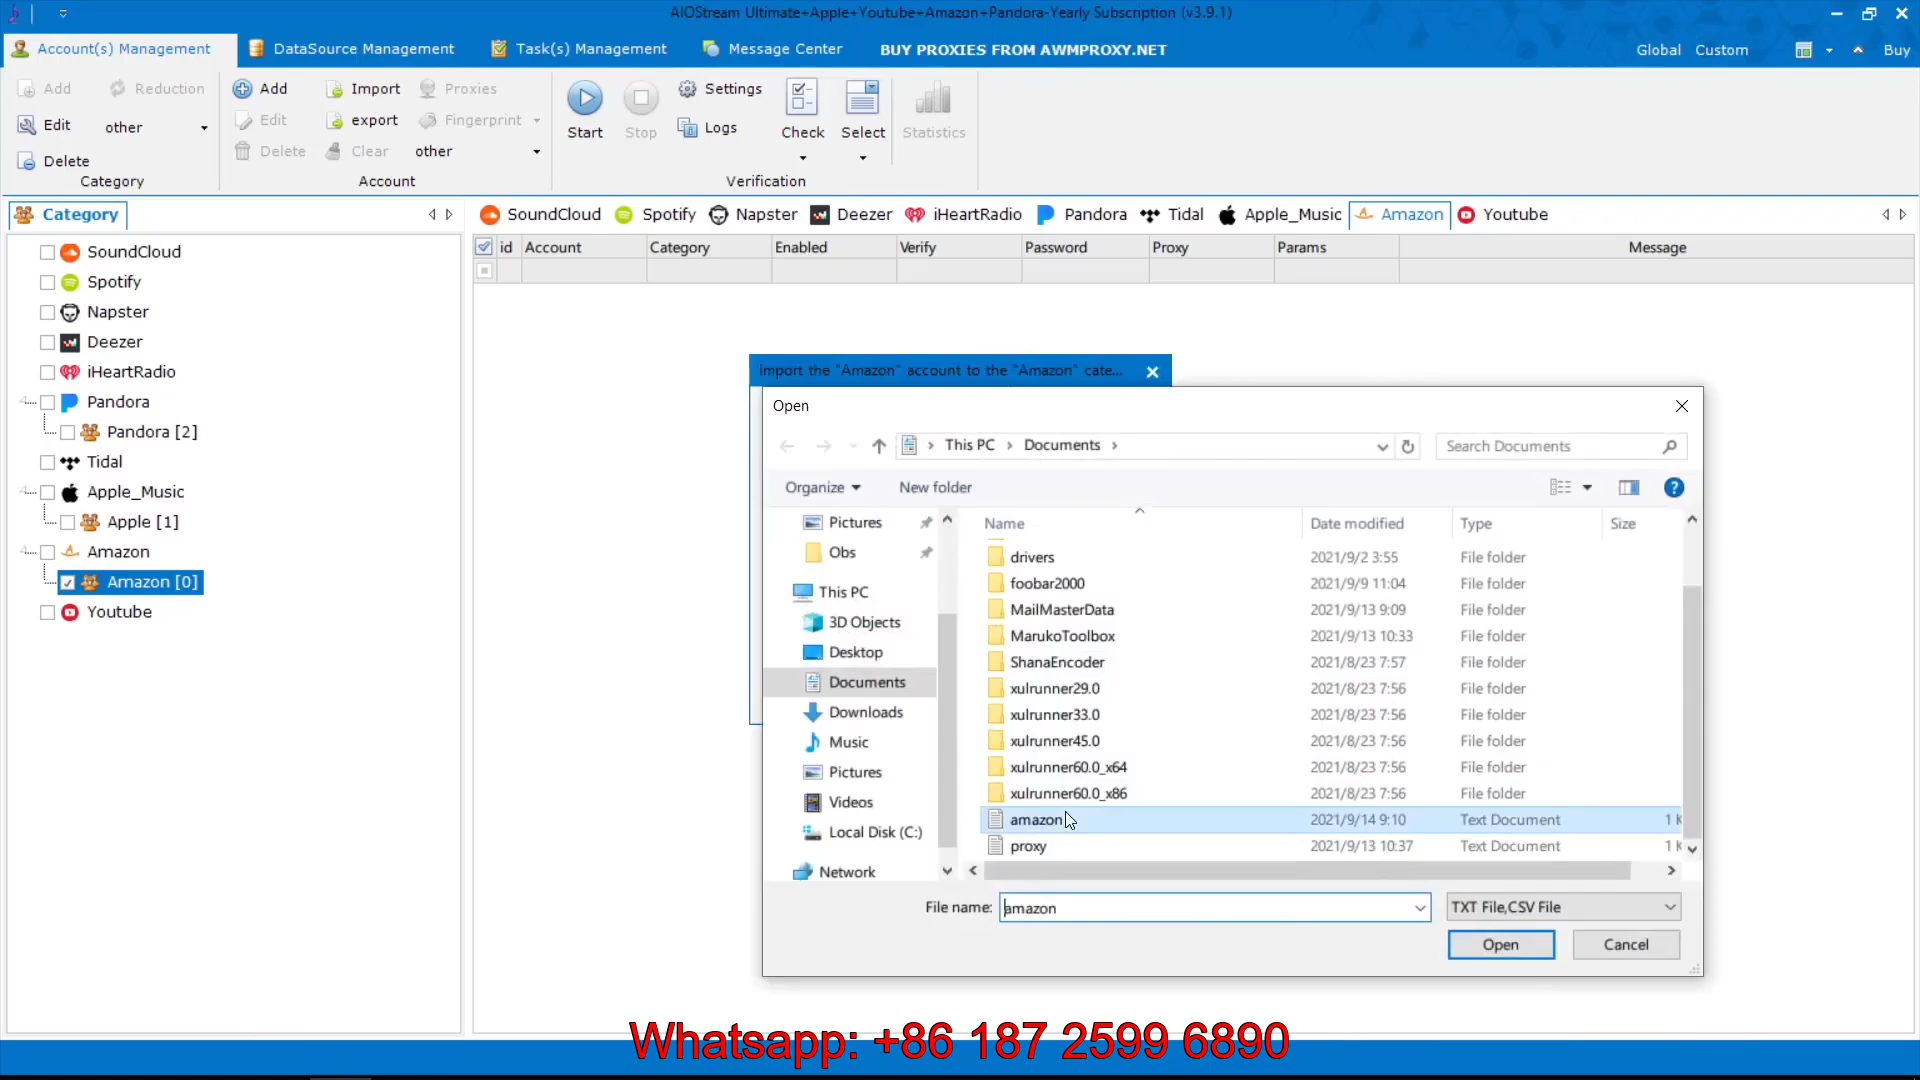 AIOStream Ultimate+Apple+Youtube+Amazon+Pandora-Yearly Subscription (v3.9.1)
Account(s) Management DataSource Management Task(s) Management Message Center BUY PROXIES FROM AWMPROXY.NET Global Custom Buy
Add Reduction Add Import Proxies Settings
Edit other Edit export Fingerprint Start Stop Logs Check Select Statistics
Delete Delete Clear other
Category Account Verification
Category
SoundCloud Spotify Napster Deezer iHeartRadio Pandora Tidal Apple_Music Amazon Youtube
id Account Category Enabled Verify Password Proxy Params Message
SoundCloud
Spotify
Napster
Deezer
iHeartRadio
Pandora
Pandora [2]
Tidal
Apple_Music
Apple [1]
Amazon
Amazon [0]
Youtube
Import the "Amazon" account to the "Amazon" cate...
Open
This PC Documents Search Documents
Organize New folder
Pictures
Obs
This PC
3D Objects
Desktop
Documents
Downloads
Music
Pictures
Videos
Local Disk (C:)
Network
Name Date modified Type Size
drivers 2021/9/2 3:55 File folder
foobar2000 2021/9/9 11:04 File folder
MailMasterData 2021/9/13 9:09 File folder
MarukoToolbox 2021/9/13 10:33 File folder
ShanaEncoder 2021/8/23 7:57 File folder
xulrunner29.0 2021/8/23 7:56 File folder
xulrunner33.0 2021/8/23 7:56 File folder
xulrunner45.0 2021/8/23 7:56 File folder
xulrunner60.0_x64 2021/8/23 7:56 File folder
xulrunner60.0_x86 2021/8/23 7:56 File folder
amazon 2021/9/14 9:10 Text Document 1
proxy 2021/9/13 10:37 Text Document 1
File name: amazon TXT File,CSV File
Open Cancel
Whatsapp: +86 187 2599 6890